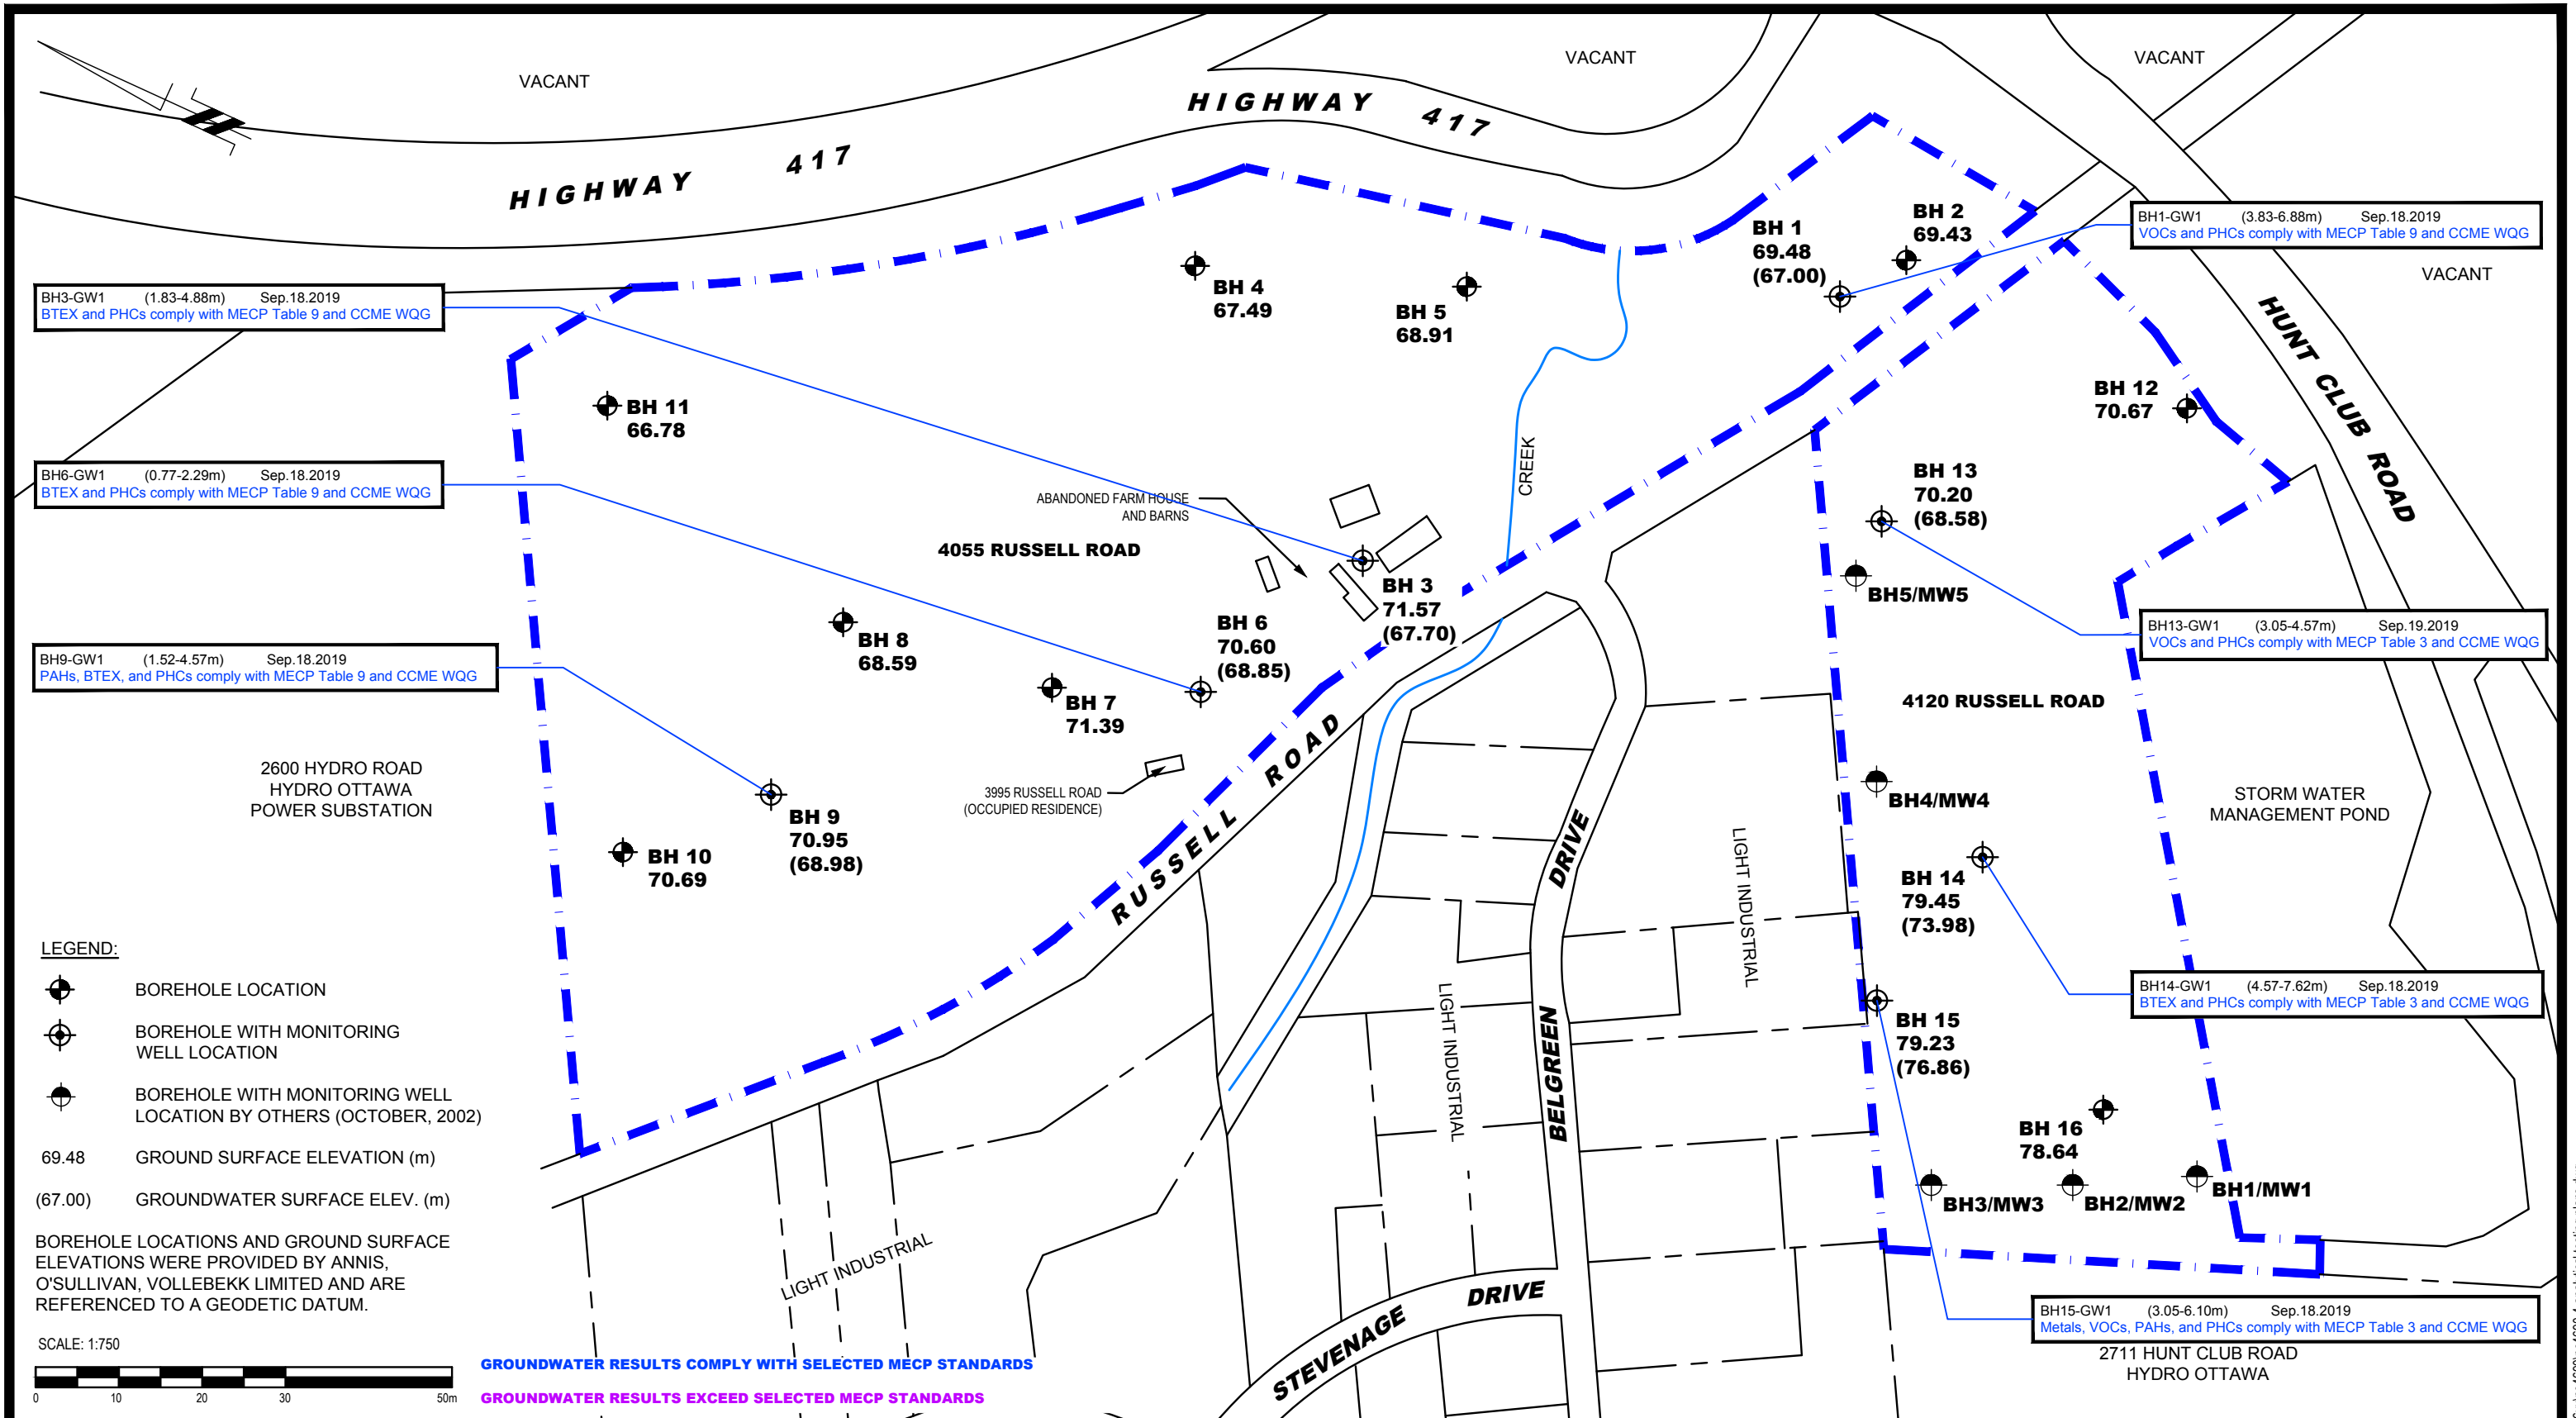 VACANT
VACANT
VACANT
HIGHWAY 417
HIGHWAY 417
BH 2
69.43
BH 1
69.48
(67.00)
BH1-GW1 (3.83-6.88m) Sep.18.2019
VOCs and PHCs comply with MECP Table 9 and CCME WQG
VACANT
BH3-GW1 (1.83-4.88m) Sep.18.2019
BTEX and PHCs comply with MECP Table 9 and CCME WQG
BH 4
67.49
BH 5
68.91
HUNT CLUB ROAD
BH 12
70.67
BH 11
66.78
CREEK
BH6-GW1 (0.77-2.29m) Sep.18.2019
BTEX and PHCs comply with MECP Table 9 and CCME WQG
ABANDONED FARM HOUSE
AND BARNS
BH 13
70.20
(68.58)
4055 RUSSELL ROAD
BH 3
71.57
(67.70)
BH5/MW5
BH 6
70.60
(68.85)
BH13-GW1 (3.05-4.57m) Sep.19.2019
VOCs and PHCs comply with MECP Table 3 and CCME WQG
BH 8
68.59
BH9-GW1 (1.52-4.57m) Sep.18.2019
PAHs, BTEX, and PHCs comply with MECP Table 9 and CCME WQG
BH 7
71.39
4120 RUSSELL ROAD
RUSSELL ROAD
2600 HYDRO ROAD
HYDRO OTTAWA
POWER SUBSTATION
3995 RUSSELL ROAD
(OCCUPIED RESIDENCE)
BH4/MW4
STORM WATER
MANAGEMENT POND
BH 9
70.95
(68.98)
BH 10
70.69
LIGHT INDUSTRIAL
BH 14
79.45
(73.98)
BELGREEN DRIVE
LIGHT INDUSTRIAL
BH14-GW1 (4.57-7.62m) Sep.18.2019
BTEX and PHCs comply with MECP Table 3 and CCME WQG
BH 15
79.23
(76.86)
BH 16
78.64
BH3/MW3
BH2/MW2
BH1/MW1
LIGHT INDUSTRIAL
STEVENAGE DRIVE
BH15-GW1 (3.05-6.10m) Sep.18.2019
Metals, VOCs, PAHs, and PHCs comply with MECP Table 3 and CCME WQG
2711 HUNT CLUB ROAD
HYDRO OTTAWA
LEGEND:
BOREHOLE LOCATION
BOREHOLE WITH MONITORING
WELL LOCATION
BOREHOLE WITH MONITORING WELL
LOCATION BY OTHERS (OCTOBER, 2002)
69.48 GROUND SURFACE ELEVATION (m)
(67.00) GROUNDWATER SURFACE ELEV. (m)
BOREHOLE LOCATIONS AND GROUND SURFACE
ELEVATIONS WERE PROVIDED BY ANNIS,
O'SULLIVAN, VOLLEBEKK LIMITED AND ARE
REFERENCED TO A GEODETIC DATUM.
SCALE: 1:750
0 10 20 30 50m
GROUNDWATER RESULTS COMPLY WITH SELECTED MECP STANDARDS
GROUNDWATER RESULTS EXCEED SELECTED MECP STANDARDS